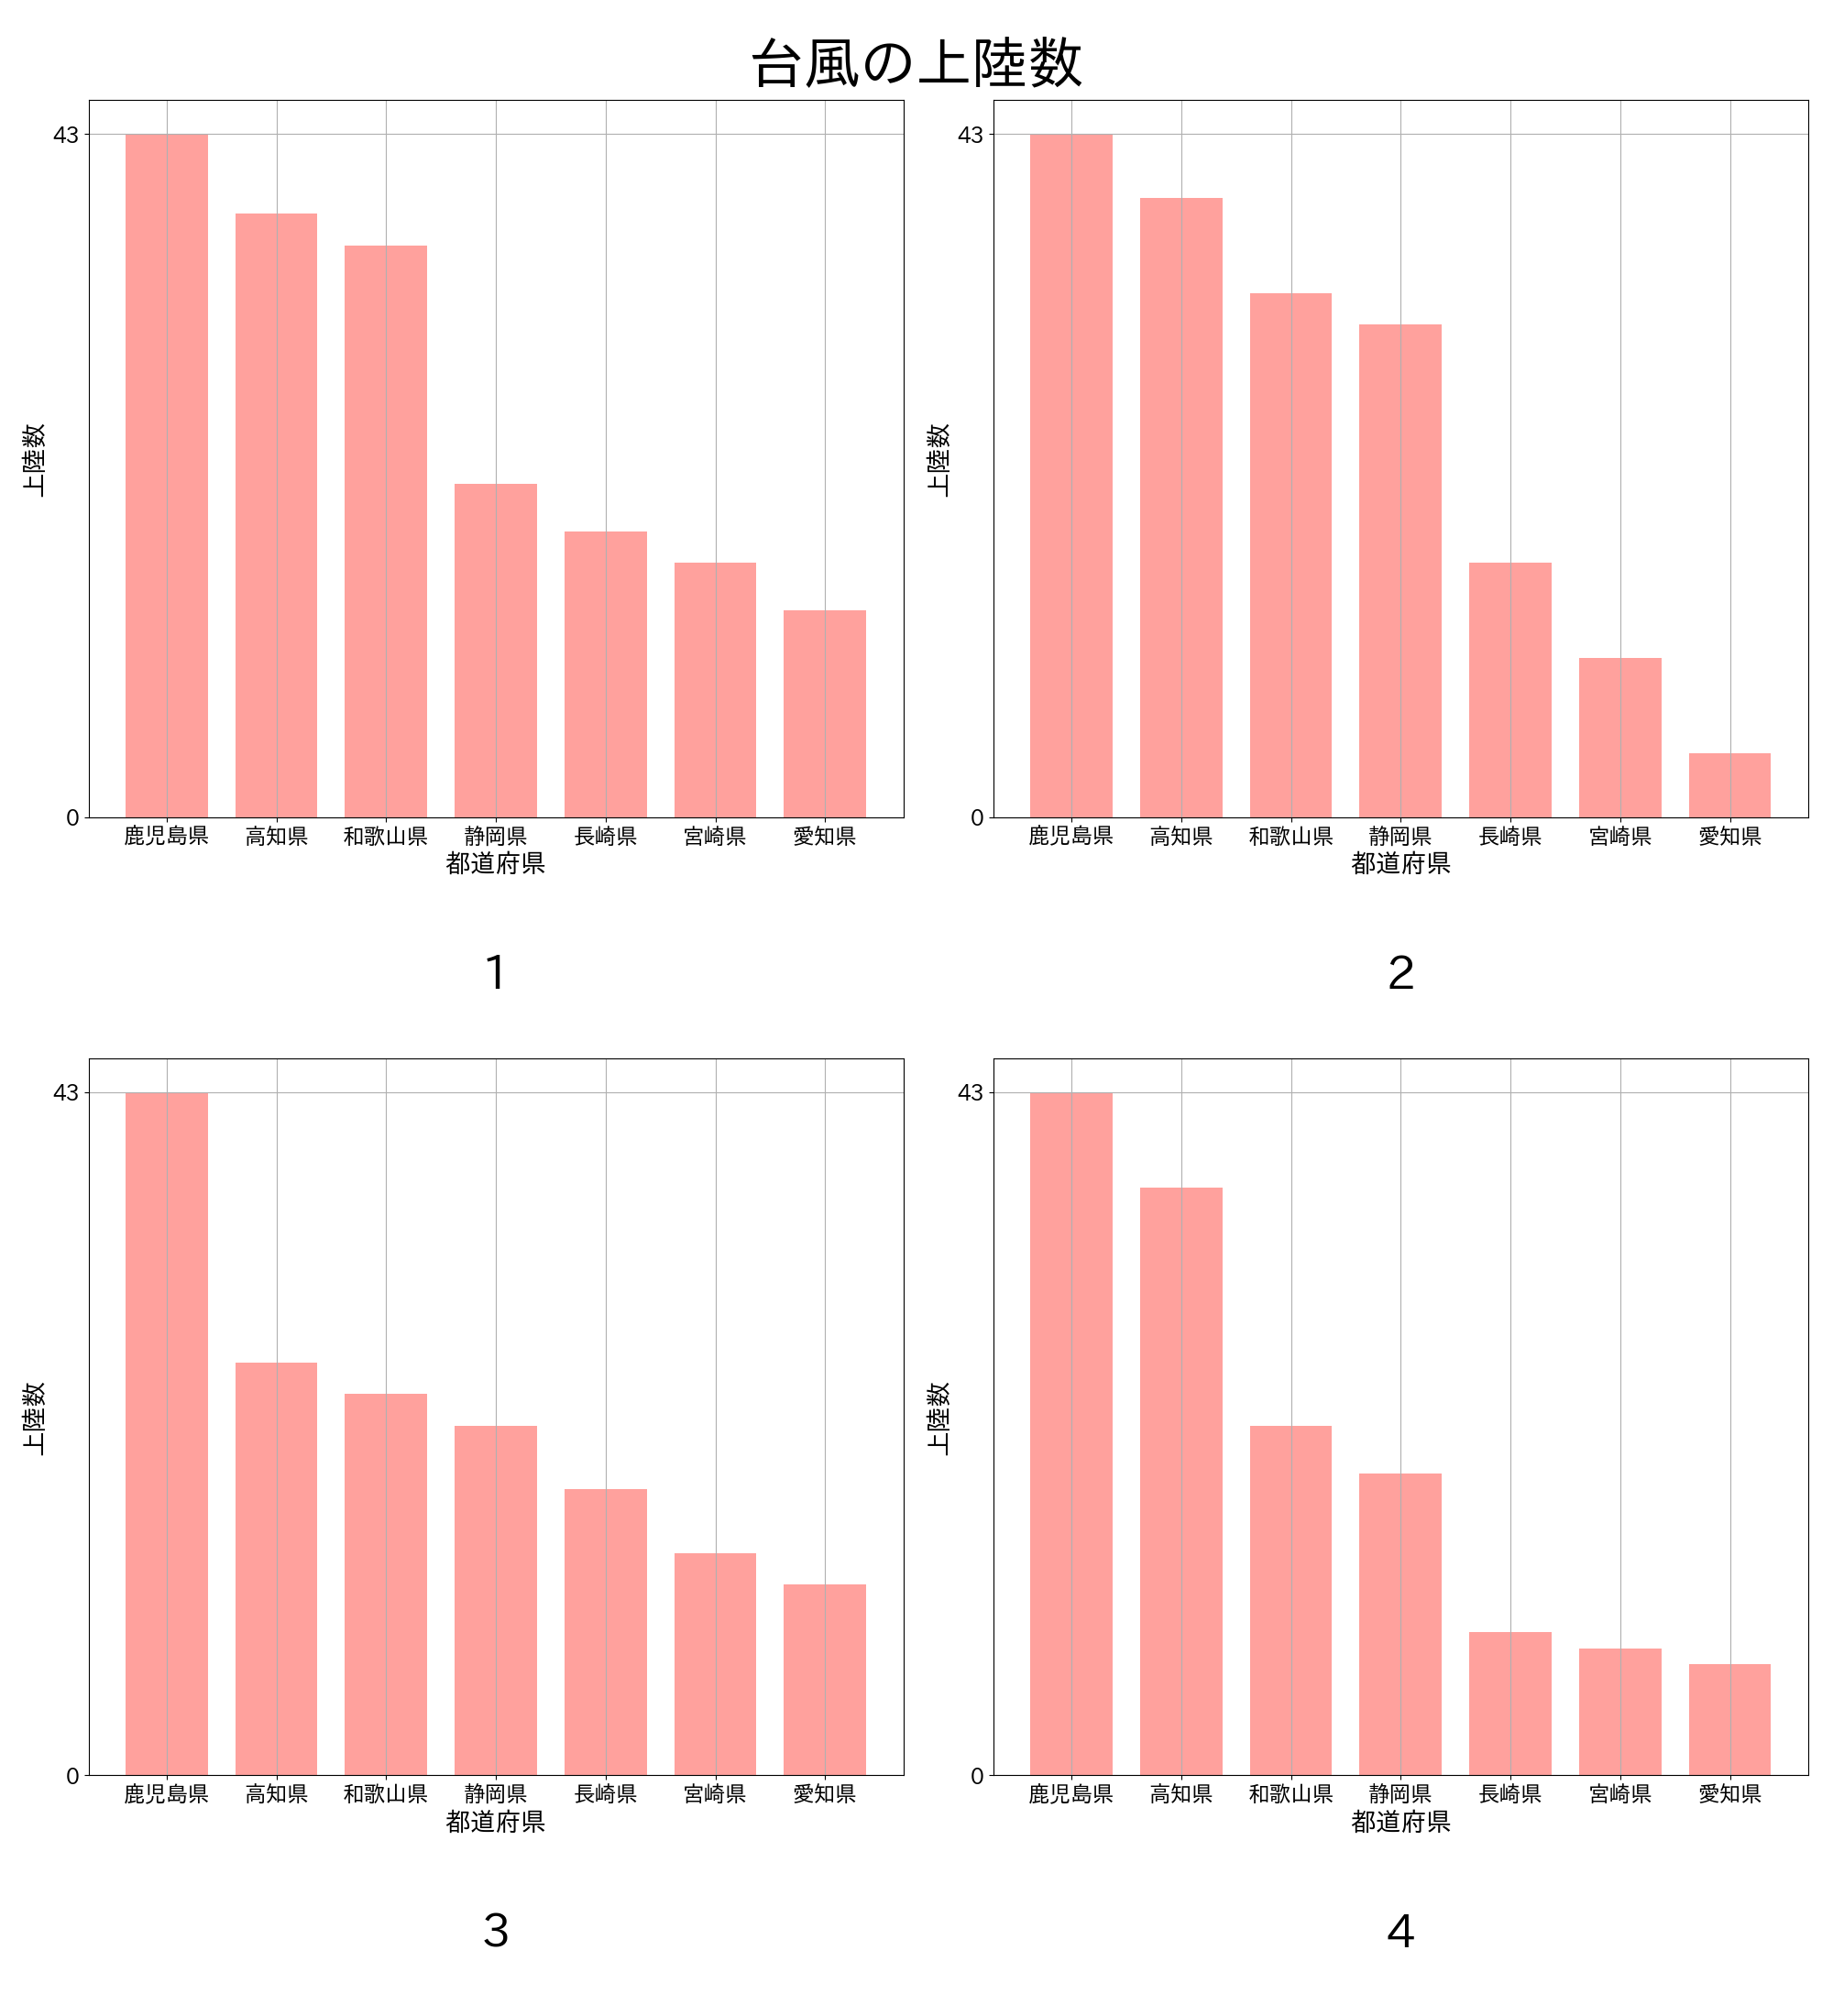 台風の上陸数
43
0
上陸数
鹿児島県 高知県 和歌山県 静岡県 長崎県 宮崎県 愛知県
都道府県
1
43
0
上陸数
鹿児島県 高知県 和歌山県 静岡県 長崎県 宮崎県 愛知県
都道府県
2
43
0
上陸数
鹿児島県 高知県 和歌山県 静岡県 長崎県 宮崎県 愛知県
都道府県
3
43
0
上陸数
鹿児島県 高知県 和歌山県 静岡県 長崎県 宮崎県 愛知県
都道府県
4